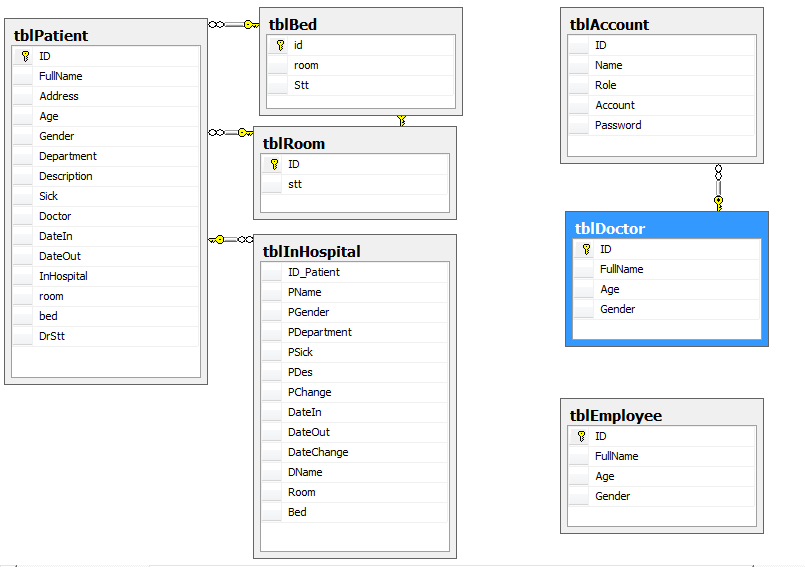 tblPatient
ID
FullName
Address
Age
Gender
Department
Description
Sick
Doctor
DateIn
DateOut
InHospital
room
bed
DrStt
tblBed
id
room
Stt
tblRoom
ID
stt
tblInHospital
ID_Patient
PName
PGender
PDepartment
PSick
PDes
PChange
DateIn
DateOut
DateChange
DName
Room
Bed
tblAccount
ID
Name
Role
Account
Password
tblDoctor
ID
FullName
Age
Gender
tblEmployee
ID
FullName
Age
Gender